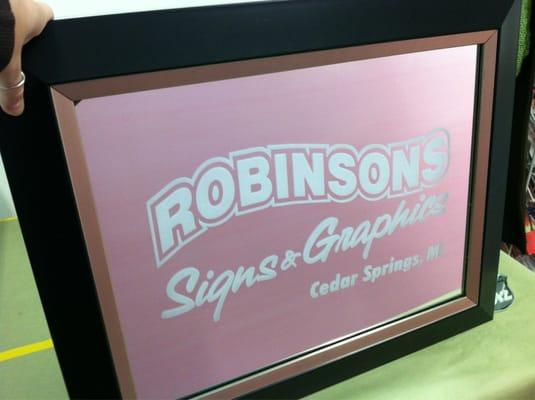 ROBINSONS
Signs & Graphics
Cedar Springs, MI.